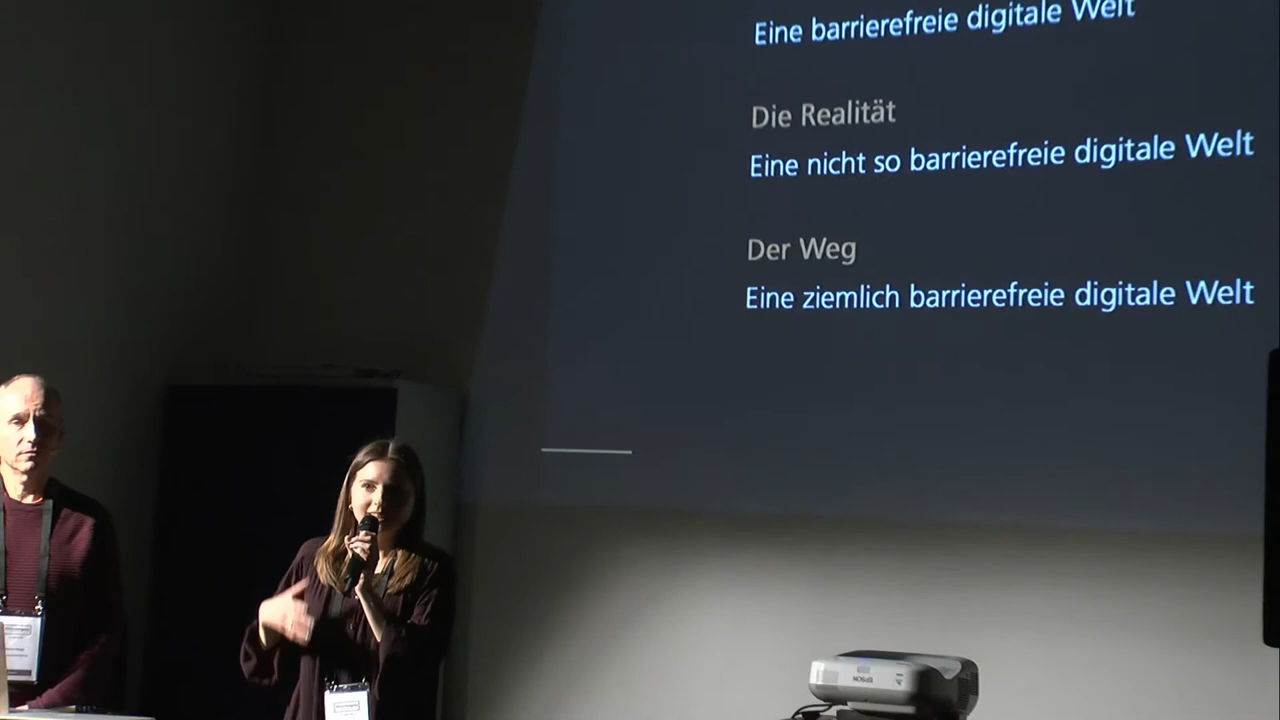 Eine barrierefreie digitale Welt
Die Realität
Eine nicht so barrierefreie digitale Welt
Der Weg
Eine ziemlich barrierefreie digitale Welt
EPSON